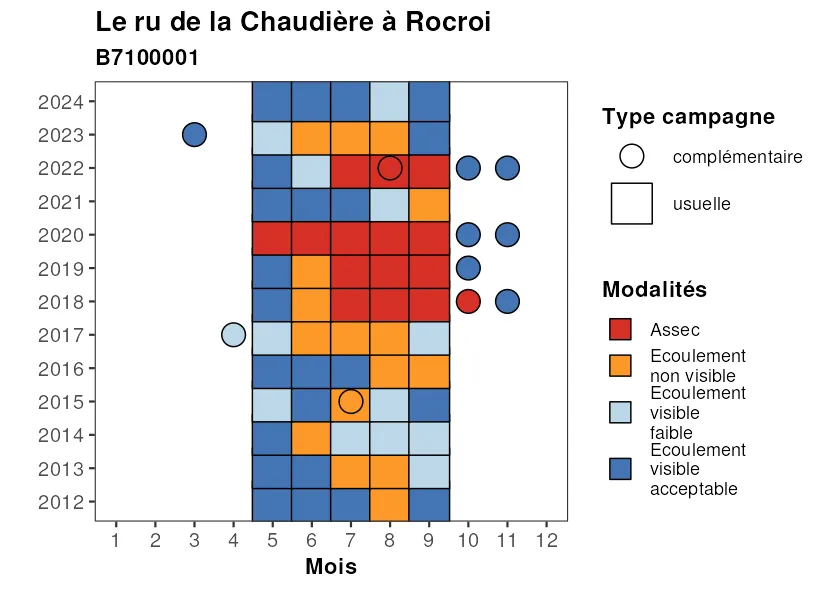 Le ru de la Chaudière à Rocroi
B7100001
2024
2023
2022
2021
2020
2019
2018
2017
2016
2015
2014
2013
2012
1 2 3 4 5 6 7 8 9 10 11 12
Mois
Type campagne
complémentaire
usuelle
Modalités
Assec
Ecoulement
non visible
Ecoulement
visible
faible
Ecoulement
visible
acceptable